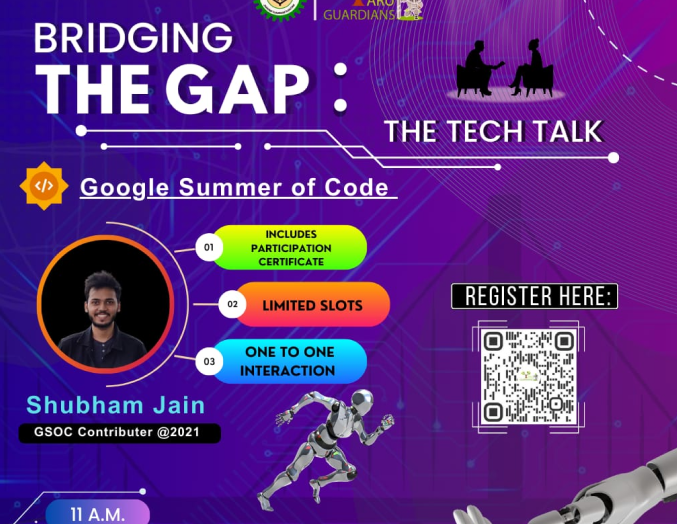 GUARDIANS
BRIDGING
THE GAP :
THE TECH TALK
</>
Google Summer of Code
01
INCLUDES
PARTICIPATION
CERTIFICATE
02
LIMITED SLOTS
03
ONE TO ONE
INTERACTION
REGISTER HERE:
Shubham Jain
GSOC Contributer @2021
11 A.M.